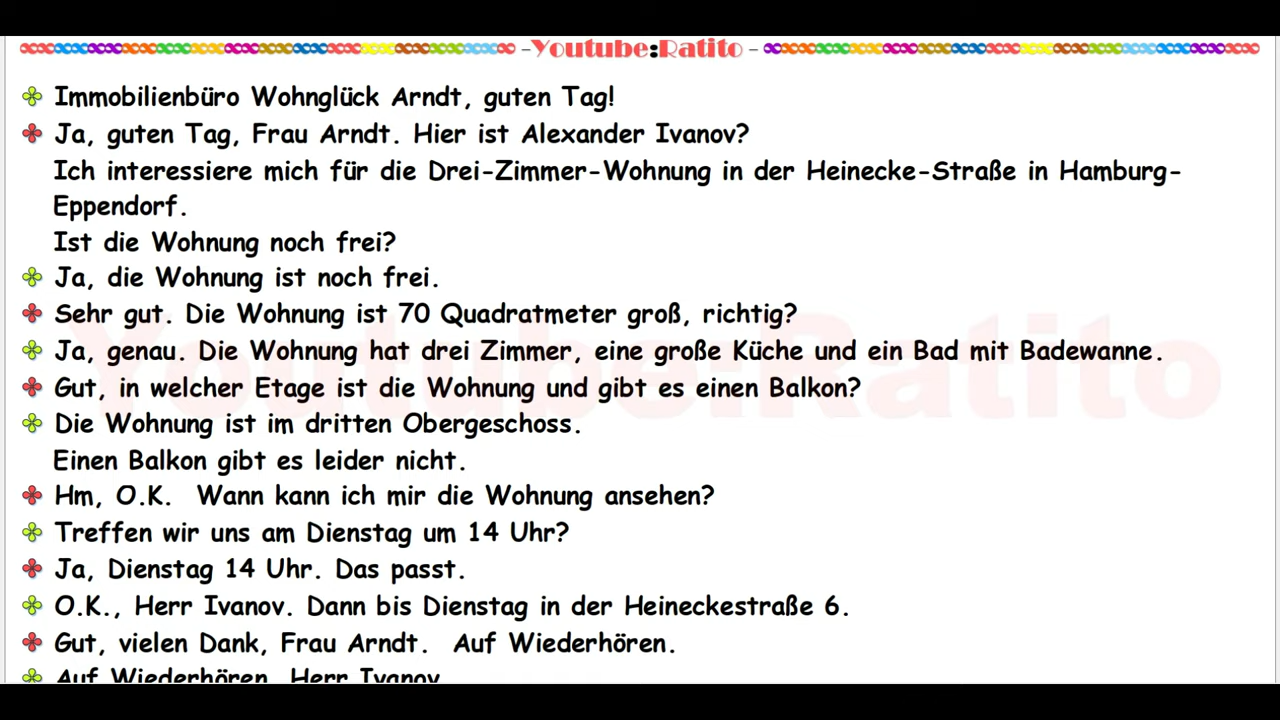 -Youtube:Ratito -
Immobilienbüro Wohnglück Arndt, guten Tag!
Ja, guten Tag, Frau Arndt. Hier ist Alexander Ivanov?
Ich interessiere mich für die Drei-Zimmer-Wohnung in der Heinecke-Straße in Hamburg-
Eppendorf.
Ist die Wohnung noch frei?
Ja, die Wohnung ist noch frei.
Sehr gut. Die Wohnung ist 70 Quadratmeter groß, richtig?
Ja, genau. Die Wohnung hat drei Zimmer, eine große Küche und ein Bad mit Badewanne.
Gut, in welcher Etage ist die Wohnung und gibt es einen Balkon?
Die Wohnung ist im dritten Obergeschoss.
Einen Balkon gibt es leider nicht.
Hm, O.K. Wann kann ich mir die Wohnung ansehen?
Treffen wir uns am Dienstag um 14 Uhr?
Ja, Dienstag 14 Uhr. Das passt.
O.K., Herr Ivanov. Dann bis Dienstag in der Heineckestraße 6.
Gut, vielen Dank, Frau Arndt. Auf Wiederhören.
Auf Wiederhören, Herr Ivanov
Youtube:Ratito